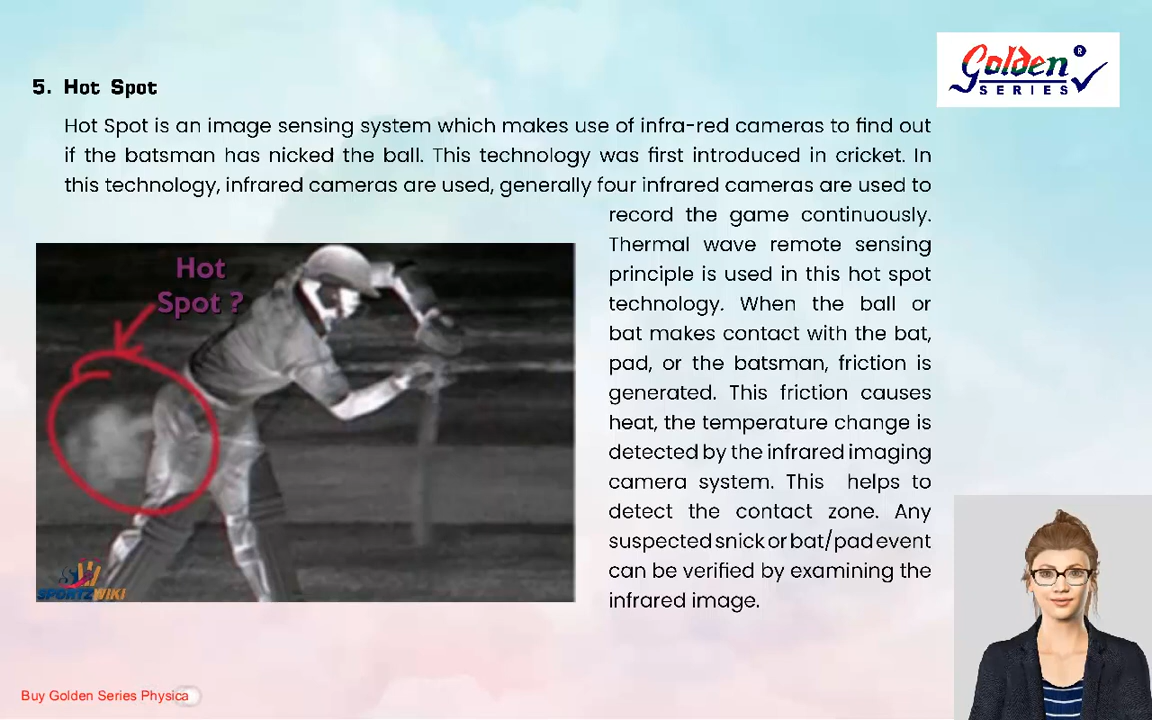 Golden®
SERIES
5. Hot Spot
Hot Spot is an image sensing system which makes use of infra-red cameras to find out
if the batsman has nicked the ball. This technology was first introduced in cricket. In
this technology, infrared cameras are used, generally four infrared cameras are used to
record the game continuously.
Thermal wave remote sensing
principle is used in this hot spot
technology. When the ball or
bat makes contact with the bat,
pad, or the batsman, friction is
generated. This friction causes
heat, the temperature change is
detected by the infrared imaging
camera system. This helps to
detect the contact zone. Any
suspected snick or bat/pad event
can be verified by examining the
infrared image.
Hot
Spot ?
SW
SPORTZWIKI
Buy Golden Series Physica